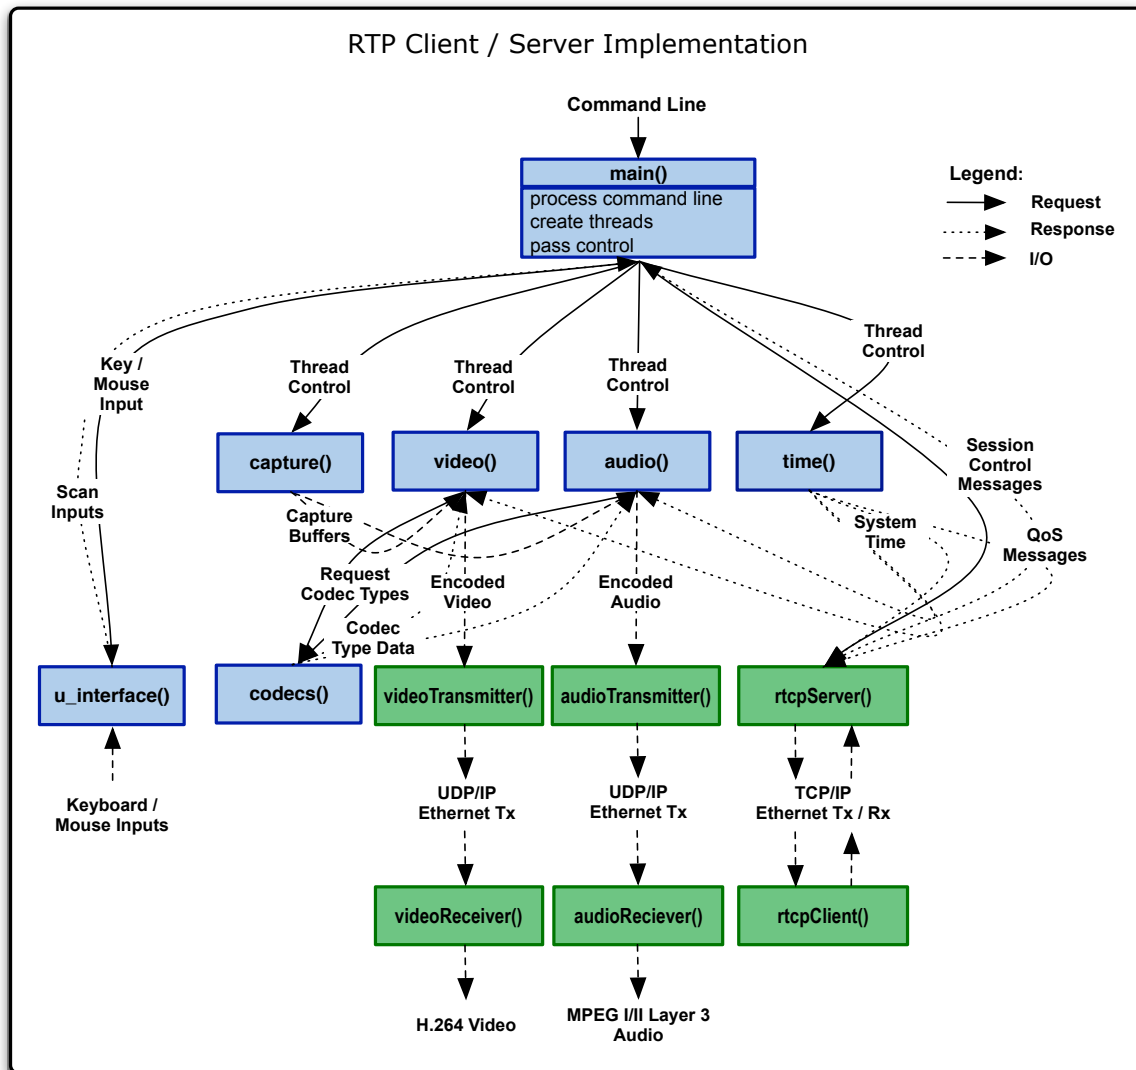 RTP Client / Server Implementation
Command Line
main()
process command line
create threads
pass control
Legend:
Request
Response
I/O
Key /
Mouse
Input
Thread
Control
Thread
Control
Thread
Control
Thread
Control
capture()
video()
audio()
time()
Session
Control
Messages
Scan
Inputs
Capture
Buffers
System
Time
QoS
Messages
Request
Codec Types
Encoded
Video
Encoded
Audio
Codec
Type Data
u_interface()
codecs()
videoTransmitter()
audioTransmitter()
rtcpServer()
Keyboard /
Mouse Inputs
UDP/IP
Ethernet Tx
UDP/IP
Ethernet Tx
TCP/IP
Ethernet Tx / Rx
videoReceiver()
audioReciever()
rtcpClient()
H.264 Video
MPEG I/II Layer 3
Audio